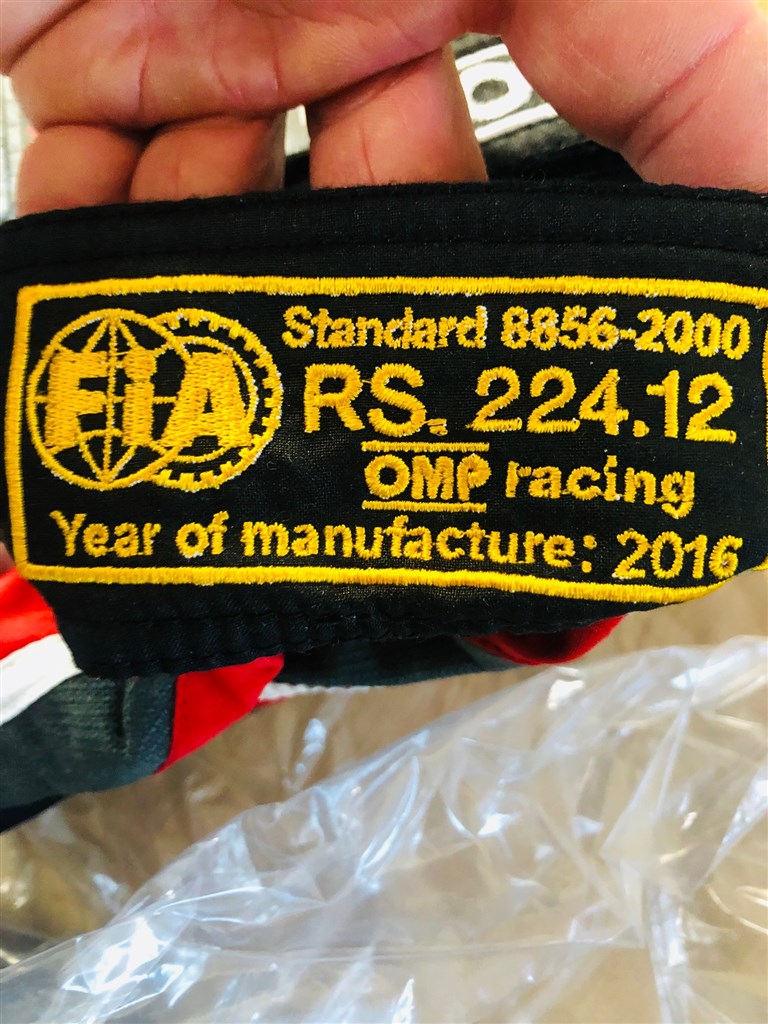 FIA
Standard 8856-2000
RS. 224.12
OMP racing
Year of manufacture: 2016